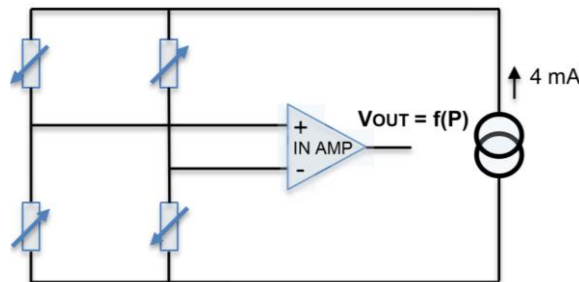 4 mA
VOUT = f(P)
+
IN AMP
-